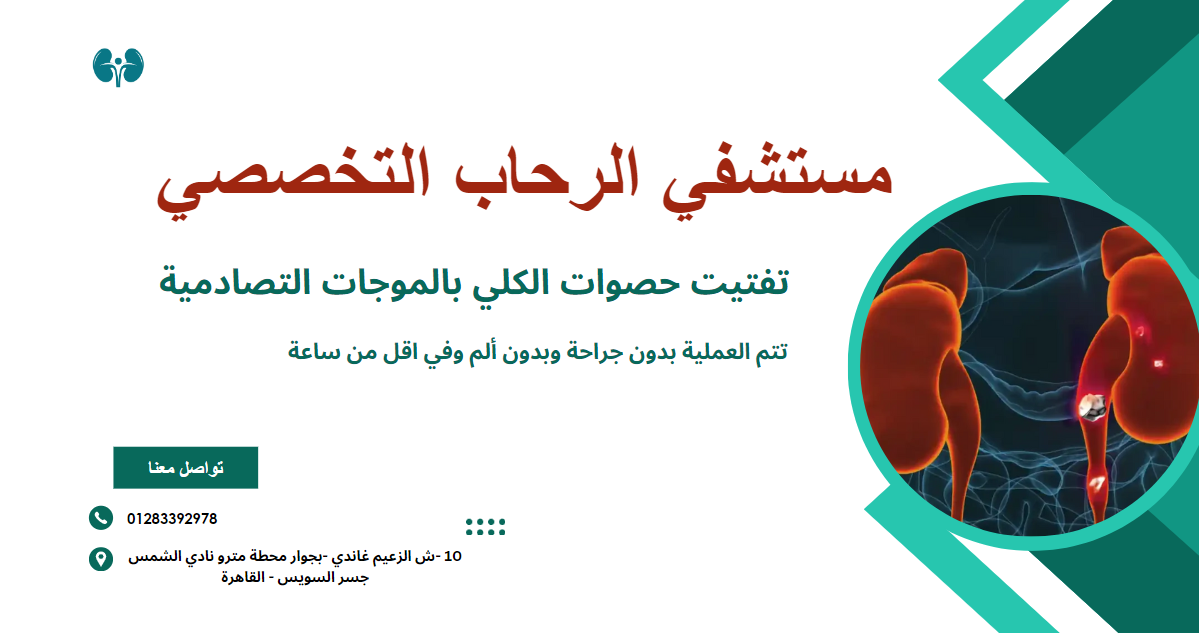 مستشفي الرحاب التخصصي
تفتيت حصوات الكلي بالموجات التصادمية
تتم العملية بدون جراحة وبدون ألم وفي اقل من ساعة
تواصل معنا
01283392978
10 -ش الزعيم غاندي -بجوار محطة مترو نادي الشمس
جسر السويس - القاهرة